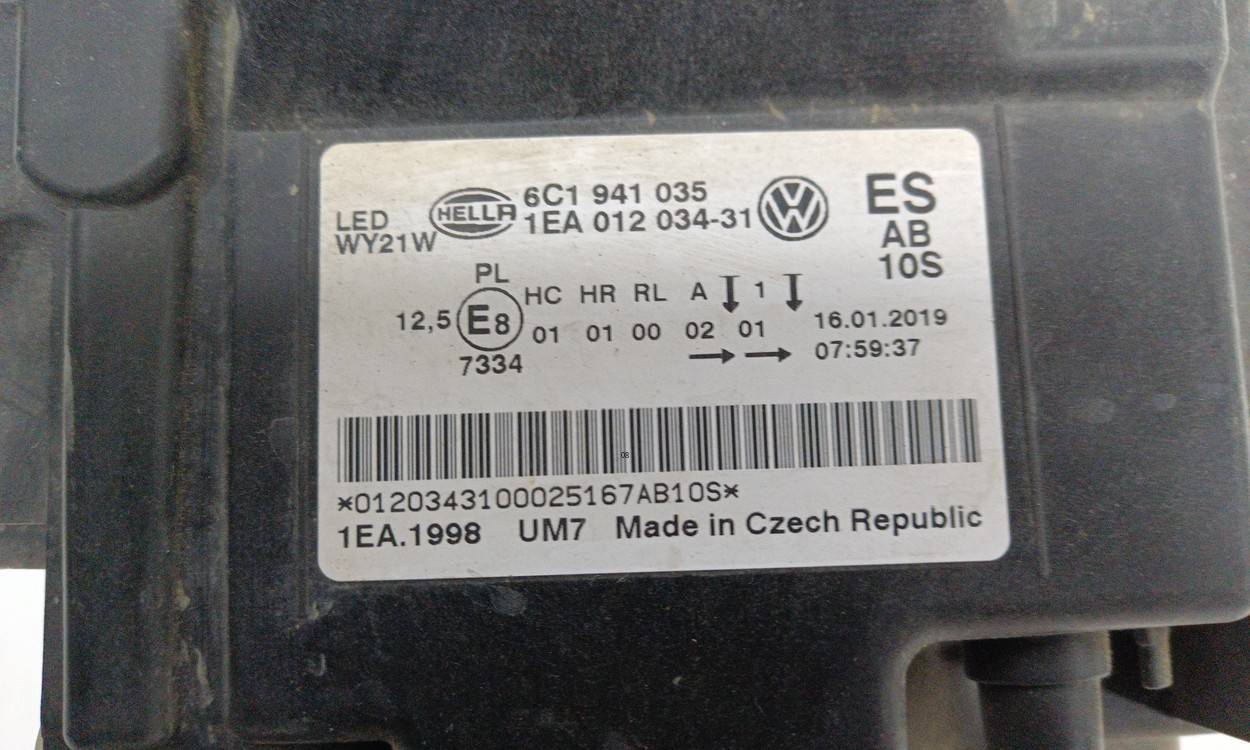 LED
WY21W
HELLA
6C1 941 035
1EA 012 034-31
ES
AB
10S
PL
12,5 E8
7334
HC HR RL A 1
01 01 00 02 01
16.01.2019
07:59:37
08
*0120343100025167AB10S*
1EA.1998 UM7 Made in Czech Republic